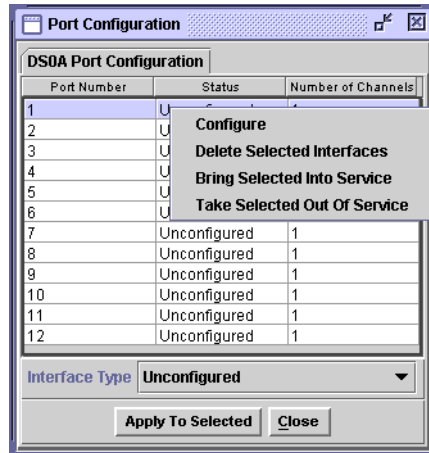 Port Configuration
DS0A Port Configuration
Port Number Status Number of Channels
1
2
3
4
5
6
Configure
Delete Selected Interfaces
Bring Selected Into Service
Take Selected Out Of Service
7 Unconfigured 1
8 Unconfigured 1
9 Unconfigured 1
10 Unconfigured 1
11 Unconfigured 1
12 Unconfigured 1
Interface Type Unconfigured
Apply To Selected Close